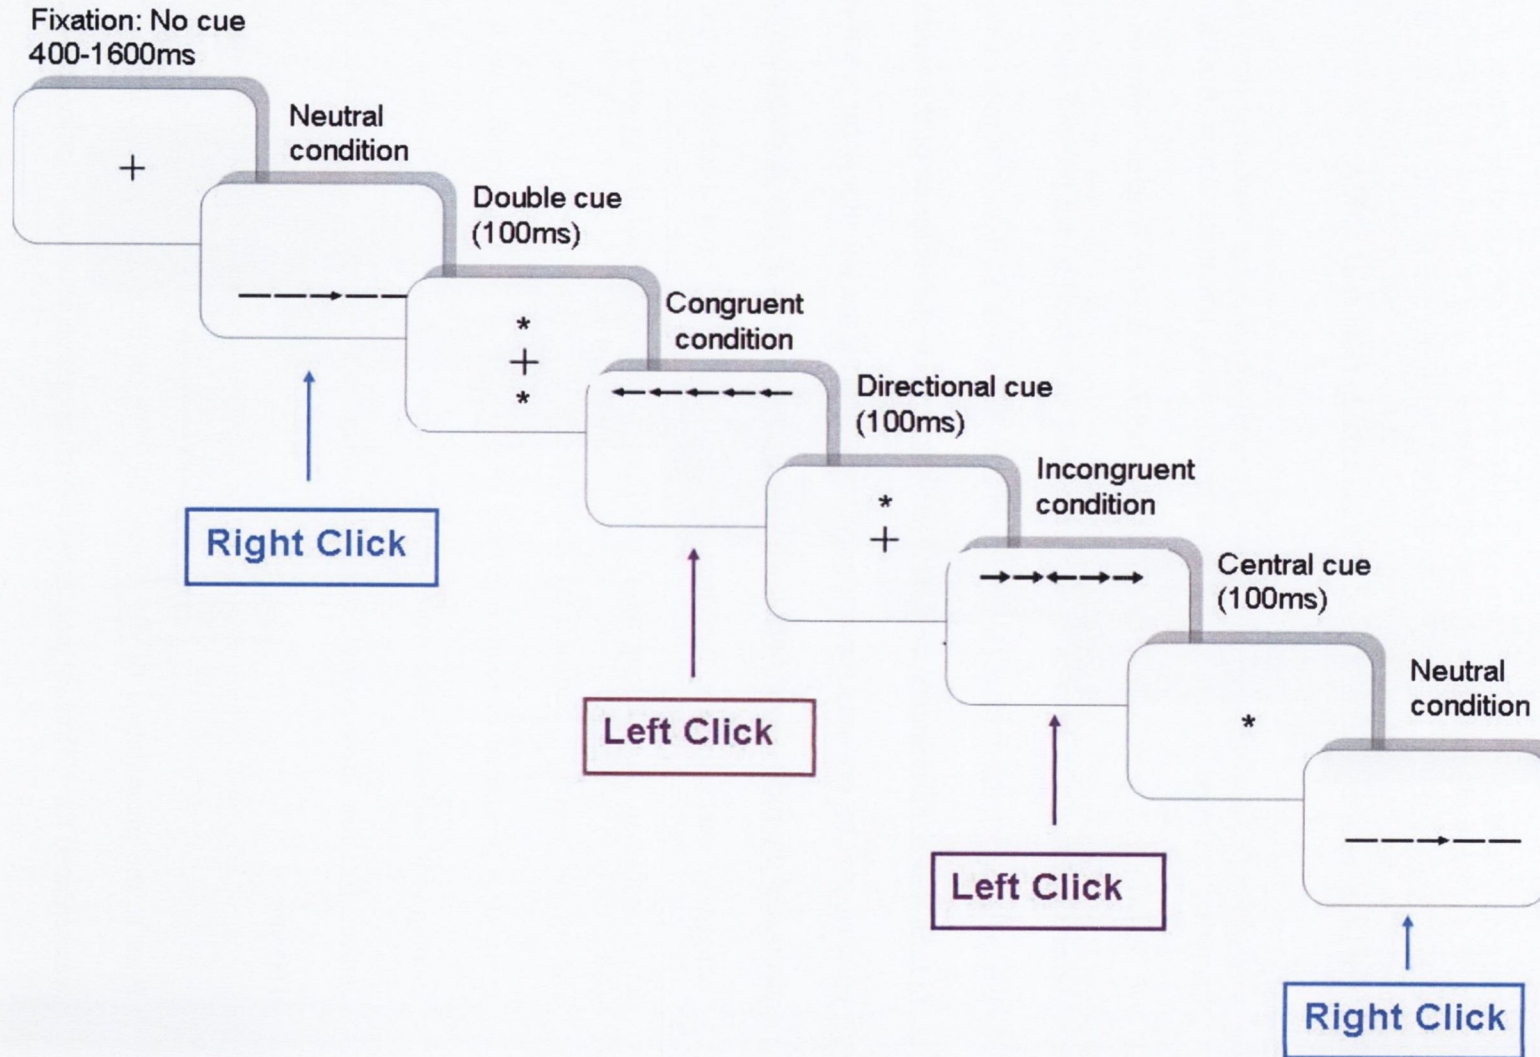 Fixation: No cue
400-1600ms
+
Neutral
condition
Double cue
(100ms)
*
+
*
Congruent
condition
Directional cue
(100ms)
*
+
Incongruent
condition
Central cue
(100ms)
*
Neutral
condition
Right Click
Left Click
Left Click
Right Click